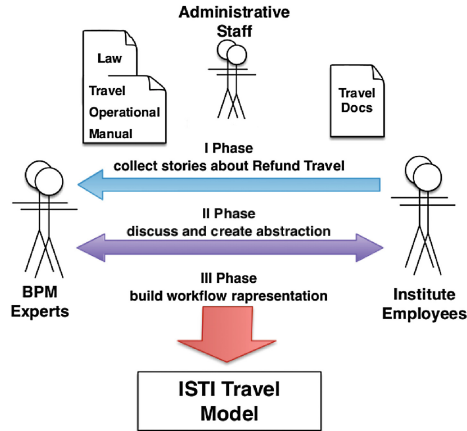 Administrative
Staff
Law
Travel
Operational
Manual
Travel
Docs
I Phase
collect stories about Refund Travel
II Phase
discuss and create abstraction
III Phase
build workflow rapresentation
BPM
Experts
Institute
Employees
ISTI Travel
Model